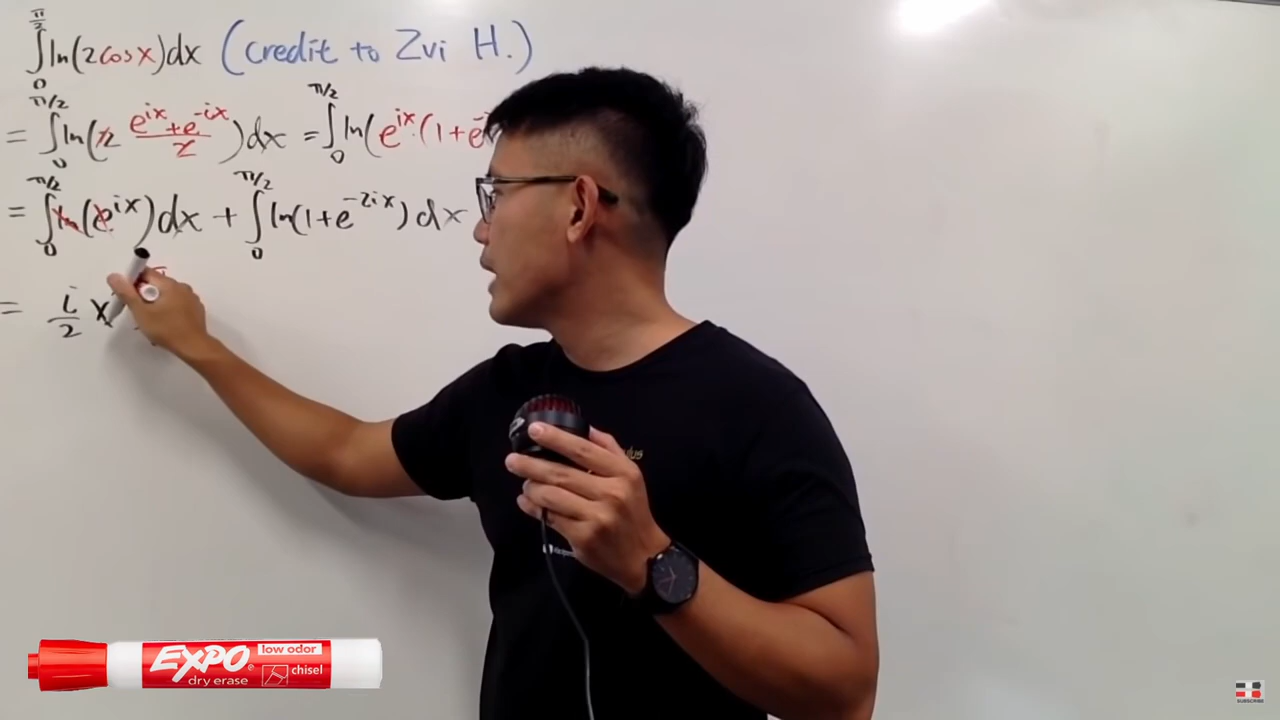 ∫₀^{π/2} ln(2cosx)dx (Credit to Zvi H.)
= ∫₀^{π/2} ln(2 (e^{ix}+e^{-ix})/2)dx = ∫₀^{π/2} ln(e^{ix}·(1+e^-
= ∫₀^{π/2} ln(e^{ix})dx + ∫₀^{π/2} ln(1+e^{-2ix})dx
= i/2 x
EXPO
low odor
chisel
dry erase
SUBSCRIBE